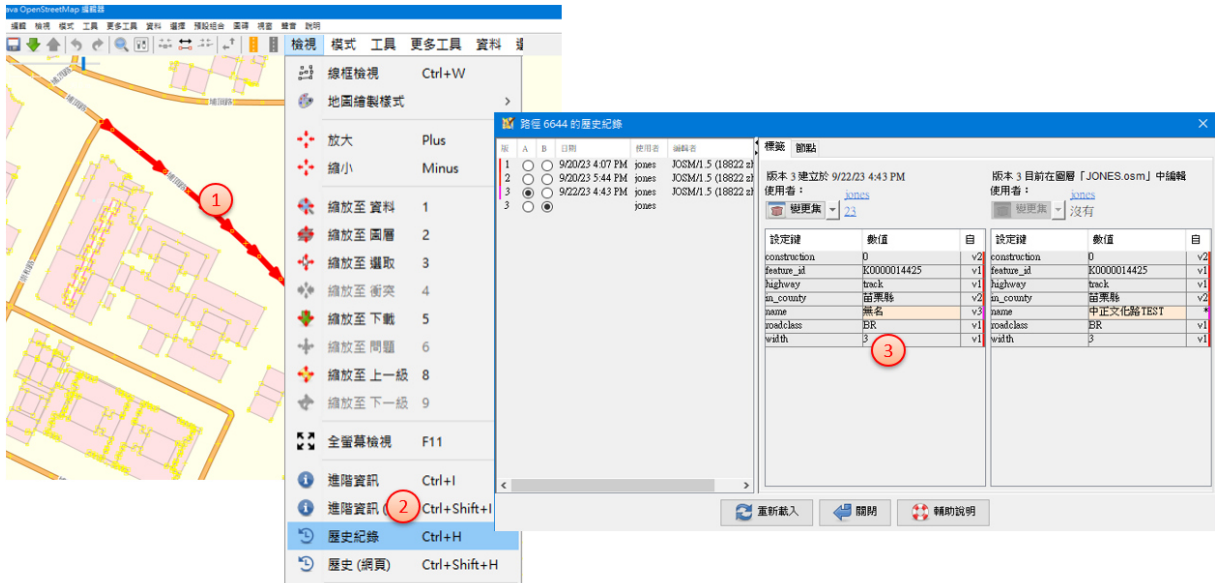 ava OpenStreetMap 編輯器
編輯 檢視 模式 工具 更多工具 資料 選擇 預設組合 圖磚 視窗 聲音 說明
檢視 模式 工具 更多工具 資料
線框檢視 Ctrl+W
地圖繪製樣式 >
放大 Plus
縮小 Minus
縮放至 資料 1
縮放至 圖層 2
縮放至 選取 3
縮放至 衝突 4
縮放至 下載 5
縮放至 問題 6
縮放至 上一級 8
縮放至 下一級 9
全螢幕檢視 F11
進階資訊 Ctrl+I
進階資訊 ( Ctrl+Shift+I
歷史紀錄 Ctrl+H
歷史 (網頁) Ctrl+Shift+H
1
2
路徑 6644 的歷史紀錄
版 A B 日期 使用者 編輯者
1 9/20/23 4:07 PM jones JOSM/1.5 (18822 zl
2 9/20/23 5:44 PM jones JOSM/1.5 (18822 zl
3 9/22/23 4:43 PM jones JOSM/1.5 (18822 zl
3 jones
標籤 節點
版本 3 建立於 9/22/23 4:43 PM
使用者： jones
變更集 23
版本 3 目前在圖層「JONES.osm」中編輯
使用者： jones
變更集 沒有
設定鍵 數值 自
construction 0 v2
feature_id K0000014425 v1
highway track v1
in_county 苗栗縣 v2
name 無名 v3
roadclass BR v1
width 3 v1
設定鍵 數值 自
construction 0 v2
feature_id K0000014425 v1
highway track v1
in_county 苗栗縣 v2
name 中正文化路TEST *
roadclass BR v1
width 3 v1
3
重新載入 關閉 輔助說明